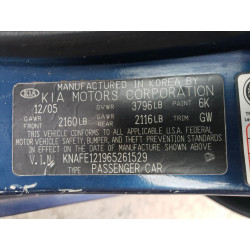 MANUFACTURED IN KOREA BY
KIA KIA MOTORS CORPORATION
12/05 GVWR 3796LB PAINT 6K
GAWR FRONT 2160LB GAWR REAR 2116LB TRIM GW
THIS VEHICLE CONFORMS TO ALL APPLICABLE U.S.A. FEDERAL
MOTOR VEHICLE SAFETY, BUMPER, AND THEFT PREVENTION STANDARDS
IN EFFECT ON THE DATE OF MANUFACTURE SHOWN ABOVE.
V.I.N. KNAFE121965261529
TYPE PASSENGER CAR